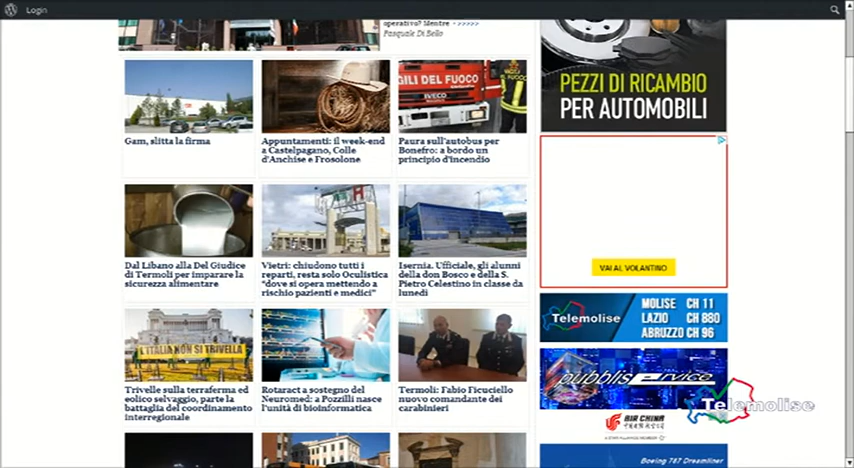 Login
operativo? Mentre
Pasquale Di Bello
Gam, slitta la firma
Appuntamenti: il week-end
a Castelpagano, Colle
d'Anchise e Frosolone
VIGILI DEL FUOCO
IVECO
Paura sull'autobus per
Bonefro: a bordo un
principio d'incendio
Dal Libano alla Del Giudice
di Termoli per imparare la
sicurezza alimentare
Vietri: chiudono tutti i
reparti, resta solo Oculistica
"dove si opera mettendo a
rischio pazienti e medici"
Isernia. Ufficiale, gli alunni
della don Bosco e della S.
Pietro Celestino in classe da
lunedì
L'ITALIA NON SI TRIVELLA
Trivelle sulla terraferma ed
eolico selvaggio, parte la
battaglia del coordinamento
interregionale
Rotaract a sostegno del
Neuromed: a Pozzilli nasce
l'unità di bioinformatica
Termoli: Fabio Ficuciello
nuovo comandante dei
carabinieri
PEZZI DI RICAMBIO
PER AUTOMOBILI
VAI AL VOLANTINO
Telemolise
MOLISE CH 11
LAZIO CH 880
ABRUZZO CH 96
pubbliservice
Telemolise
AIR CHINA
Boeing 787 Dreamliner